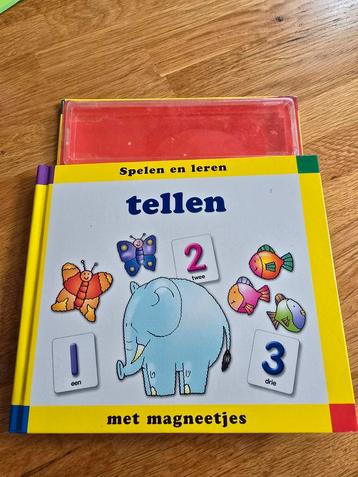 Spelen en leren
tellen
2
twee
1
een
3
drie
met magneetjes